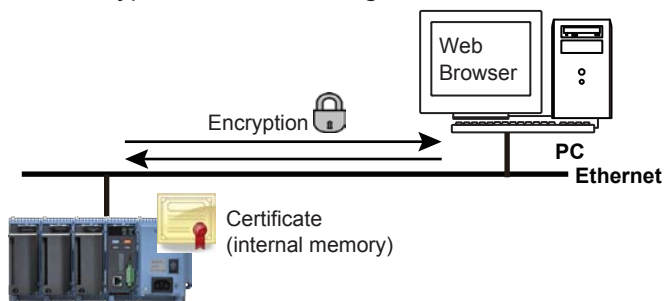 Web
Browser
Encryption
PC
Ethernet
Certificate
(internal memory)